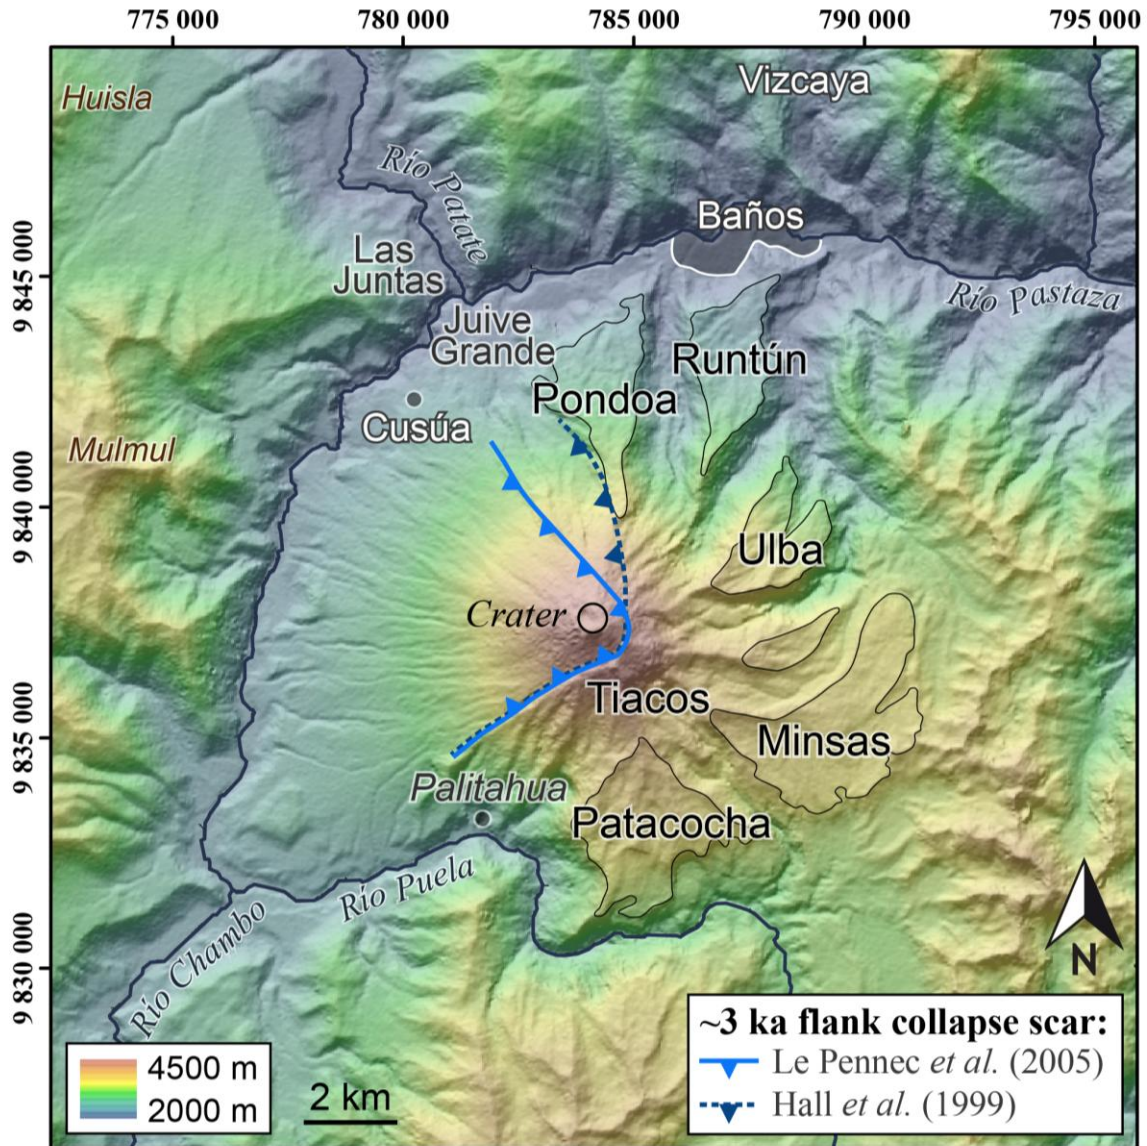 775 000
780 000
785 000
790 000
795 000
Huisla
Vizcaya
Río Patate
Baños
9 845 000
Las
Juntas
Río Pastaza
Juive
Grande
Runtún
Pondoa
Cusúa
Mulmul
9 840 000
Ulba
Crater
Tiacos
9 835 000
Minsas
Palitahua
Patacocha
Río Puela
Río Chambo
9 830 000
N
~3 ka flank collapse scar:
Le Pennec et al. (2005)
Hall et al. (1999)
4500 m
2000 m
2 km